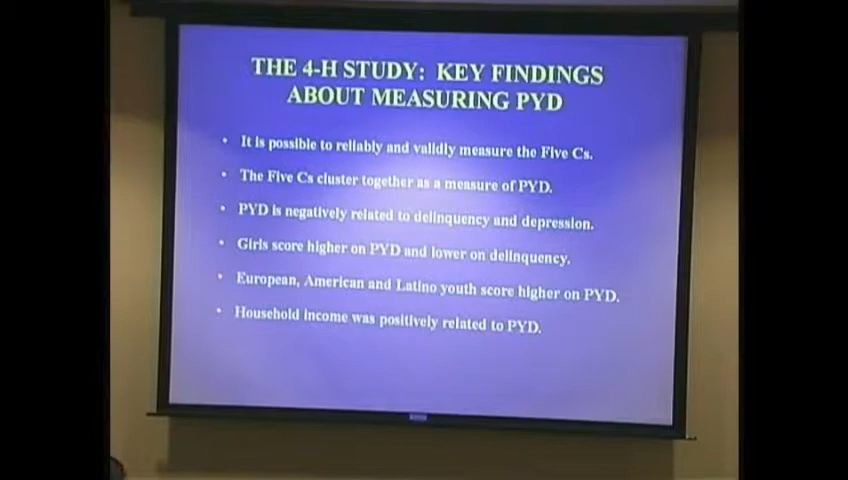 THE 4-H STUDY: KEY FINDINGS
ABOUT MEASURING PYD
• It is possible to reliably and validly measure the Five Cs.
• The Five Cs cluster together as a measure of PYD.
• PYD is negatively related to delinquency and depression.
• Girls score higher on PYD and lower on delinquency.
• European, American and Latino youth score higher on PYD.
• Household income was positively related to PYD.